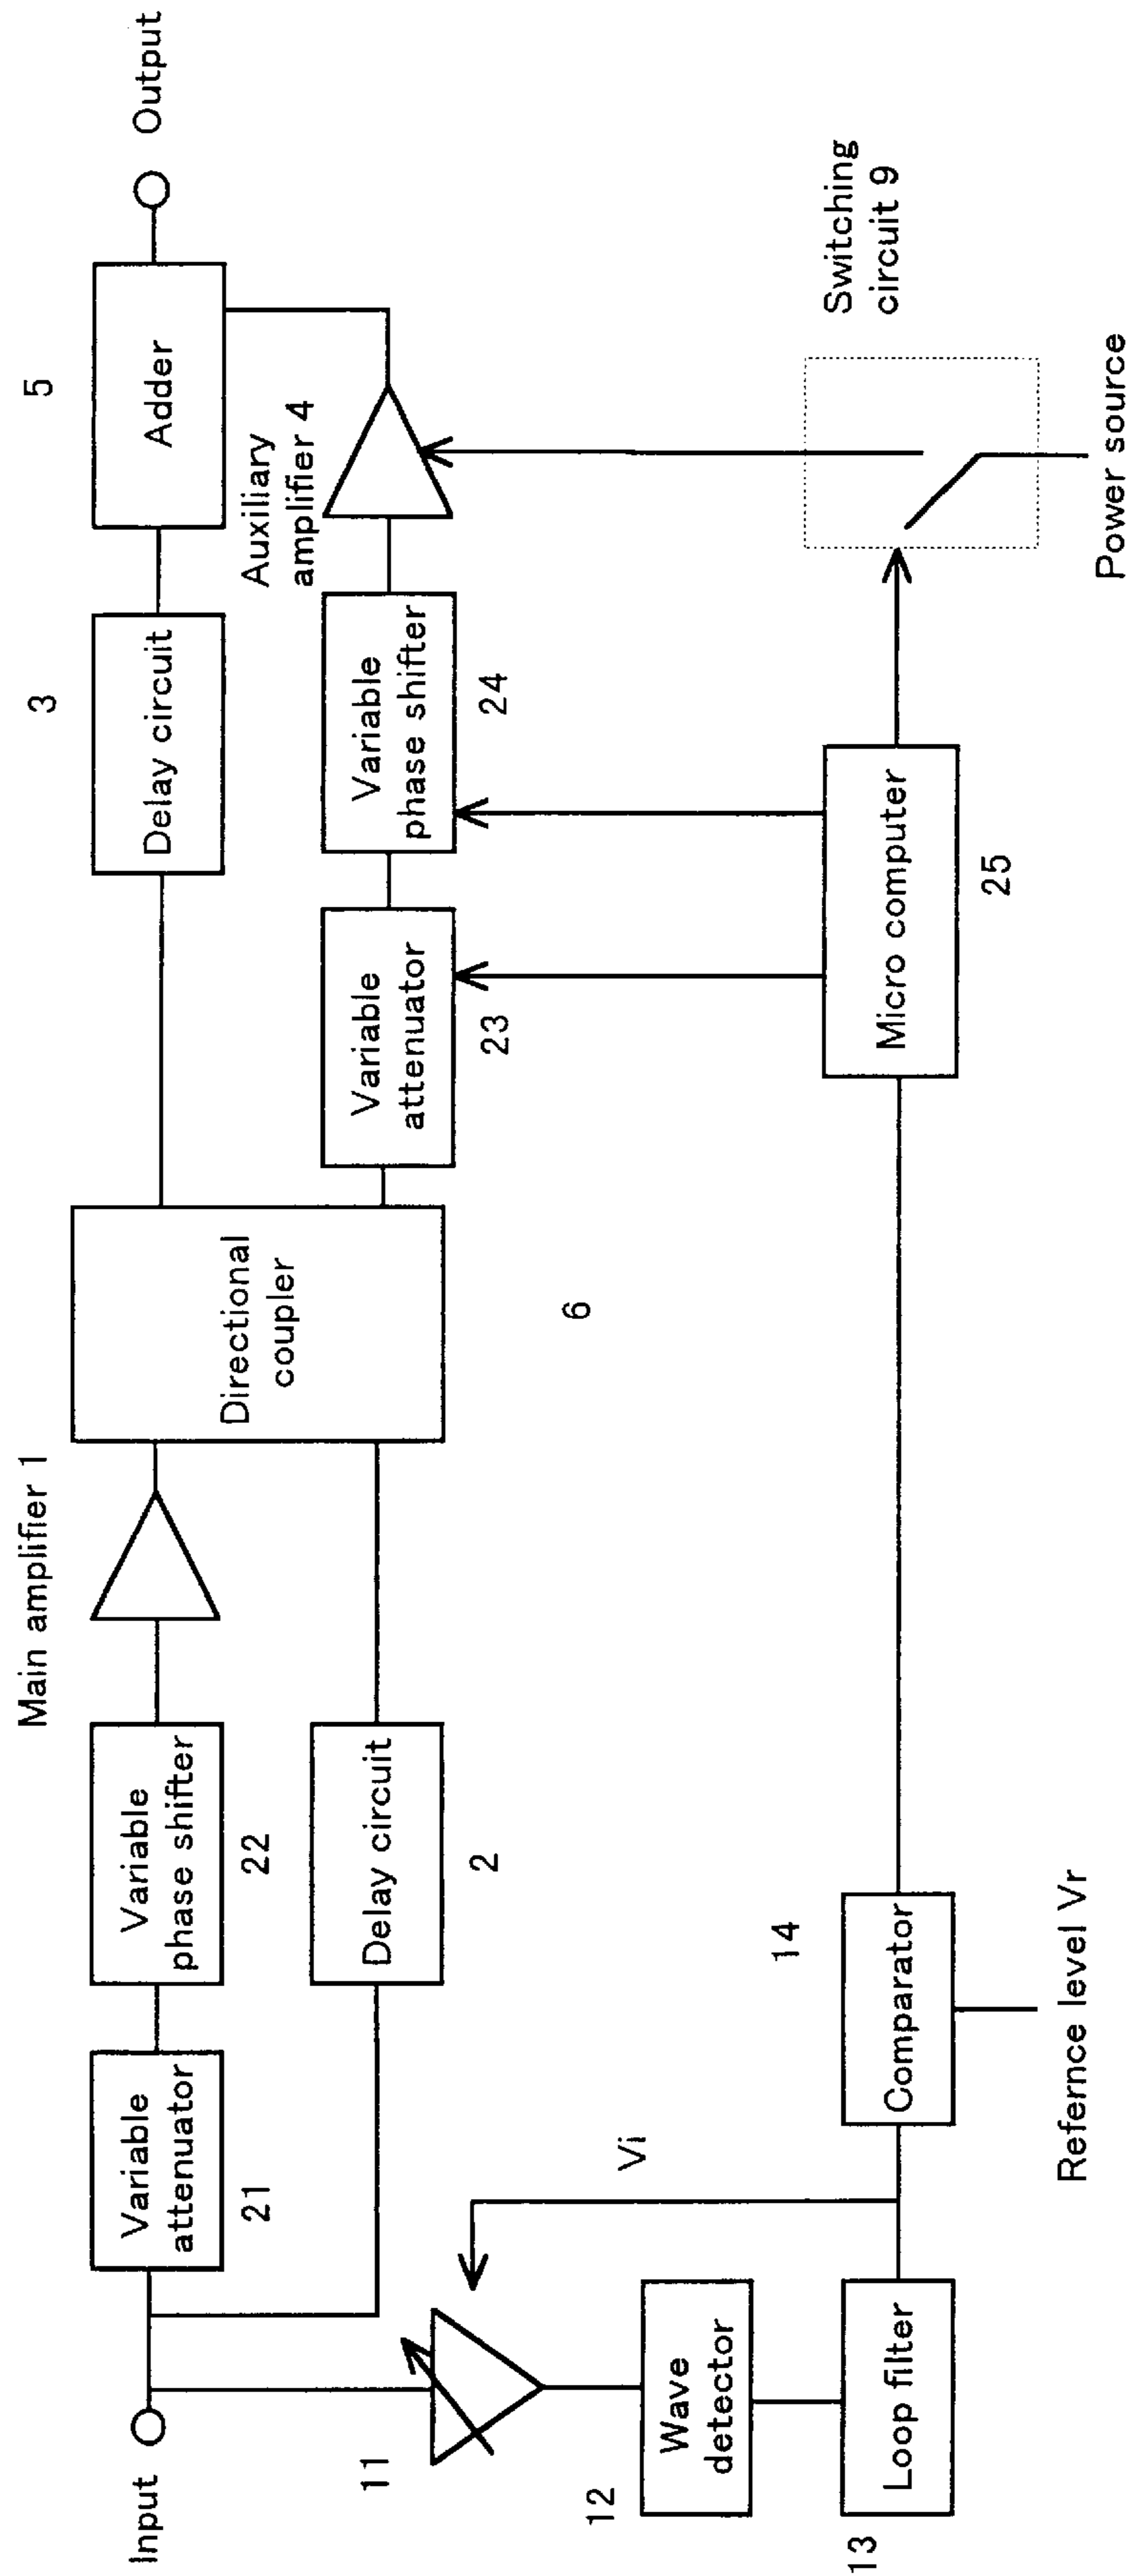 Input
Variable
attenuator
21
Variable
phase shifter
22
Main amplifier 1
Directional
coupler
6
Delay circuit
3
Adder
5
Output
Delay circuit
2
Variable
attenuator
23
Variable
phase shifter
24
Auxiliary
amplifier 4
11
Wave
detector
12
Loop filter
13
Vi
Comparator
14
Refernce level Vr
Micro computer
25
Switching
circuit 9
Power source